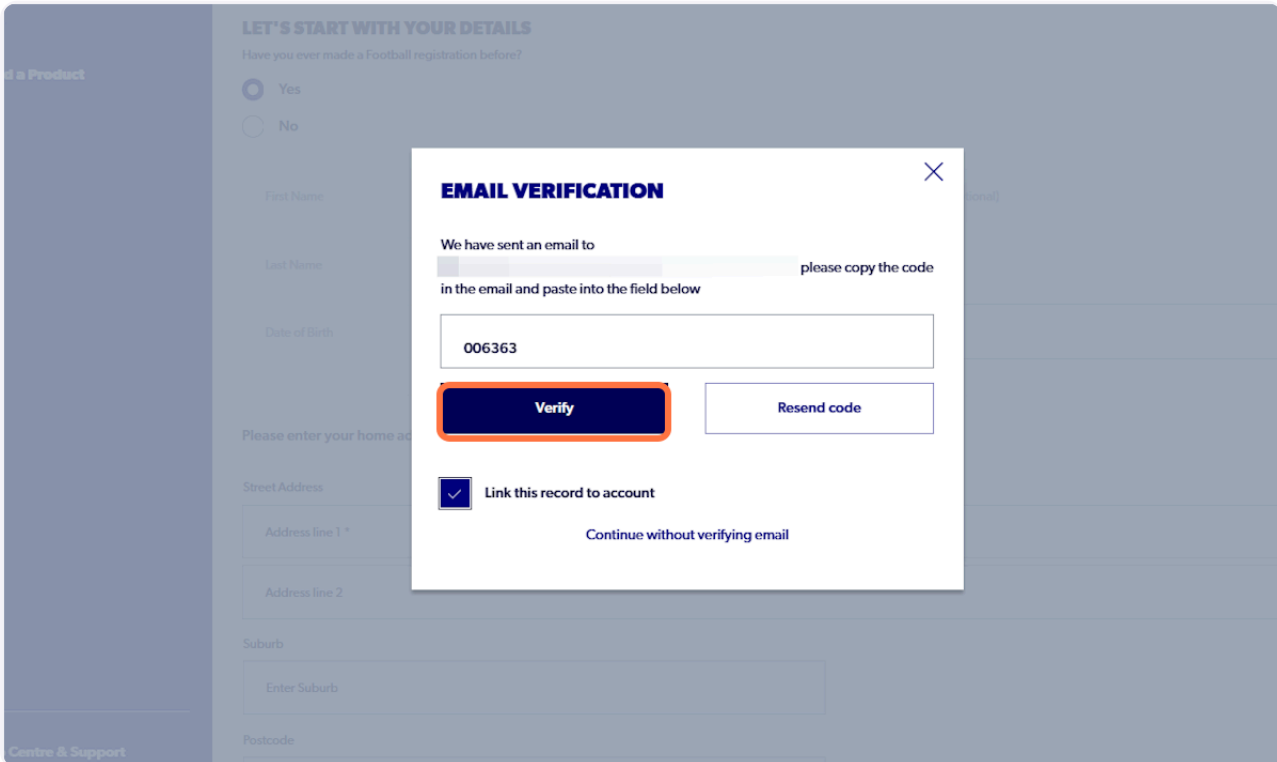 LET'S START WITH YOUR DETAILS
Have you ever made a Football registration before?
d a Product
Yes
No
EMAIL VERIFICATION
First Name
onal)
We have sent an email to
Last Name
please copy the code
in the email and paste into the field below
Date of Birth
006363
Verify
Resend code
Please enter your home ac
Street Address
Link this record to account
Address line 1 *
Continue without verifying email
Address line 2
Suburb
Enter Suburb
Postcode
Centre & Support